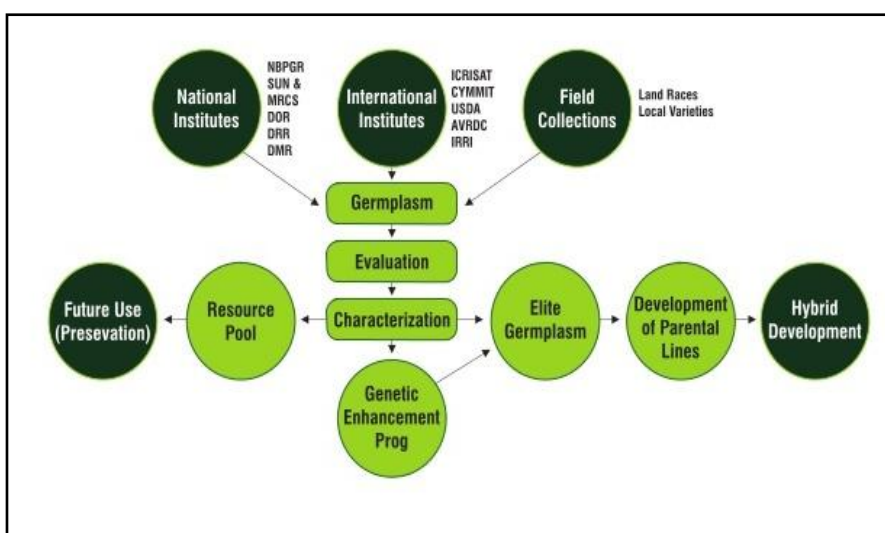 National
Institutes
NBPGR
SUN &
MRCS
DOR
DRR
DMR
International
Institutes
ICRISAT
CYMMIT
USDA
AVRDC
IRRI
Field
Collections
Land Races
Local Varieties
Germplasm
Evaluation
Future Use
(Presevation)
Resource
Pool
Characterization
Elite
Germplasm
Development
of Parental
Lines
Hybrid
Development
Genetic
Enhancement
Prog